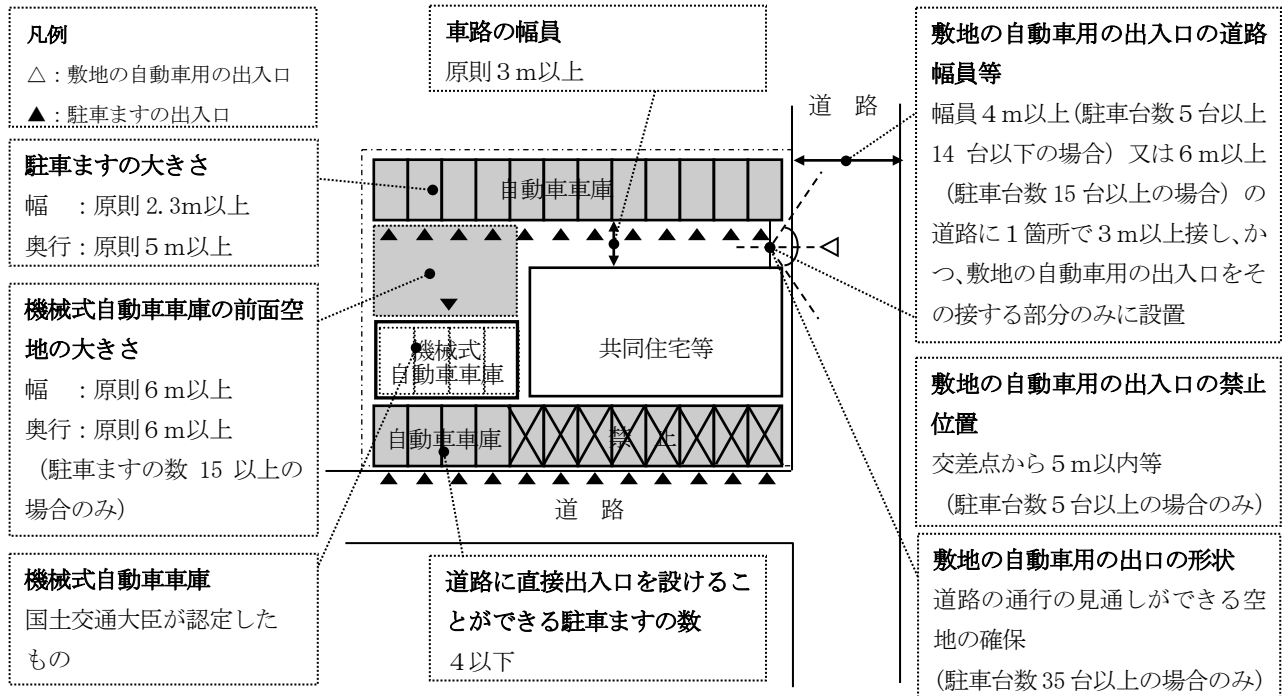 凡例
△:敷地の自動車用の出入口
▲:駐車ますの出入口
駐車ますの大きさ
幅　:原則 2.3m以上
奥行:原則5m以上
機械式自動車車庫の前面空
地の大きさ
幅　:原則6m以上
奥行:原則6m以上
(駐車ますの数 15 以上の
場合のみ)
機械式自動車車庫
国土交通大臣が認定した
もの
車路の幅員
原則3m以上
道　路
自動車車庫
機械式
自動車車庫
共同住宅等
自動車車庫
禁　止
道　路
道路に直接出入口を設けるこ
とができる駐車ますの数
4以下
敷地の自動車用の出入口の道路
幅員等
幅員4m以上(駐車台数5台以上
14 台以下の場合)又は6m以上
(駐車台数 15 台以上の場合)の
道路に1箇所で3m以上接し、か
つ、敷地の自動車用の出入口をそ
の接する部分のみに設置
敷地の自動車用の出入口の禁止
位置
交差点から5m以内等
(駐車台数5台以上の場合のみ)
敷地の自動車用の出口の形状
道路の通行の見通しができる空
地の確保
(駐車台数 35 台以上の場合のみ)